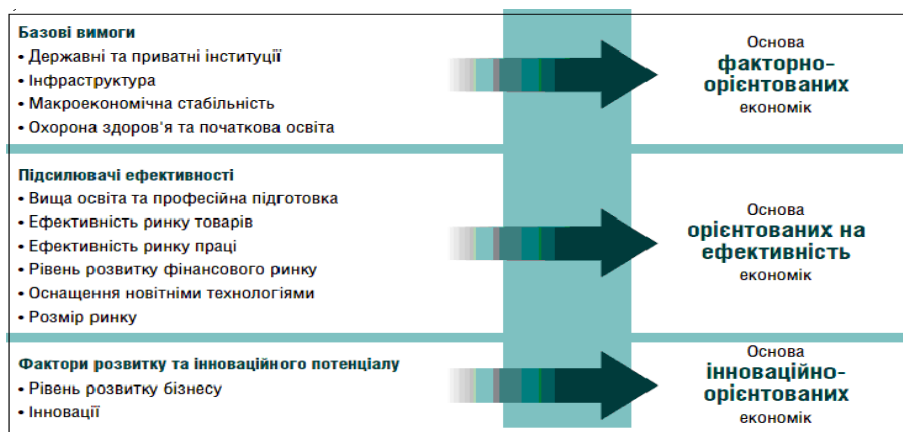 Базові вимоги
• Державні та приватні інституції
• Інфраструктура
• Макроекономічна стабільність
• Охорона здоров'я та початкова освіта
Основа
факторно-
орієнтованих
економік
Підсилювачі ефективності
• Вища освіта та професійна підготовка
• Ефективність ринку товарів
• Ефективність ринку праці
• Рівень розвитку фінансового ринку
• Оснащення новітніми технологіями
• Розмір ринку
Основа
орієнтованих на
ефективність
економік
Фактори розвитку та інноваційного потенціалу
• Рівень розвитку бізнесу
• Інновації
Основа
інноваційно-
орієнтованих
економік